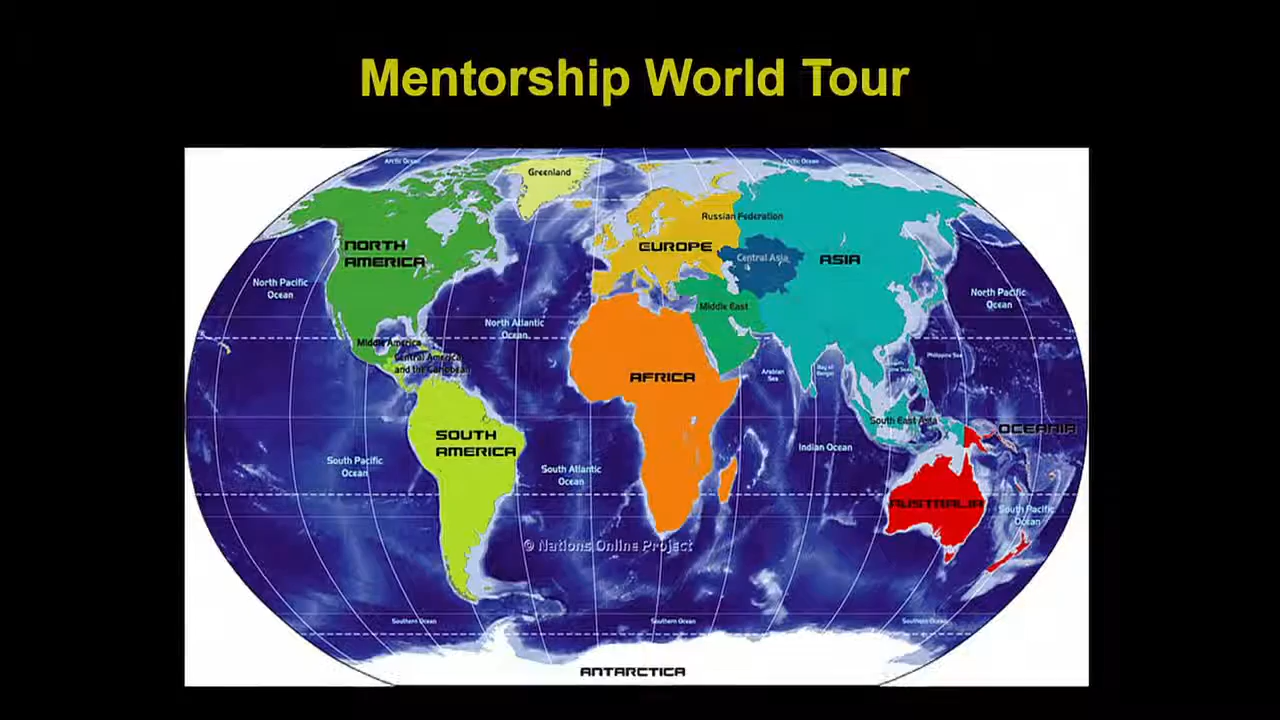 Mentorship World Tour
Arctic Ocean
Arctic Ocean
Greenland
Russian Federation
NORTH
AMERICA
EUROPE
Central Asia
ASIA
North Pacific
Ocean
North Pacific
Ocean
Middle East
North Atlantic
Ocean
Middle America
Central America
and the Caribbean
Philippine Sea
Arabian
Sea
Bay of
Bengal
AFRICA
South East Asia
OCEANIA
SOUTH
AMERICA
Indian Ocean
South Pacific
Ocean
South Atlantic
Ocean
AUSTRALIA
South Pacific
Ocean
© Nations Online Project
Southern Ocean
Southern Ocean
Southern Ocean
ANTARCTICA